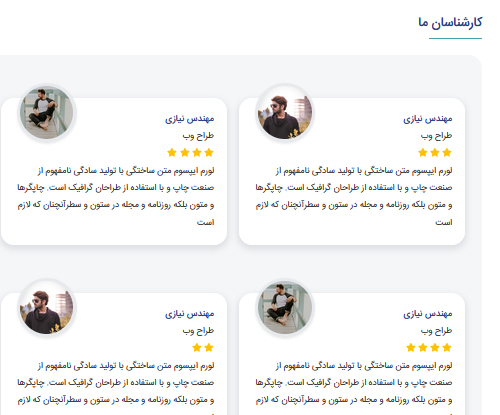 کارشناسان ما
مهندس نیازی
طراح وب
لورم ایپسوم متن ساختگی با تولید سادگی نامفهوم از
صنعت چاپ و با استفاده از طراحان گرافیک است. چاپگرها
و متون بلکه روزنامه و مجله در ستون و سطرآنچنان که لازم
است
مهندس نیازی
طراح وب
لورم ایپسوم متن ساختگی با تولید سادگی نامفهوم از
صنعت چاپ و با استفاده از طراحان گرافیک است. چاپگرها
و متون بلکه روزنامه و مجله در ستون و سطرآنچنان که لازم
است
مهندس نیازی
طراح وب
لورم ایپسوم متن ساختگی با تولید سادگی نامفهوم از
صنعت چاپ و با استفاده از طراحان گرافیک است. چاپگرها
و متون بلکه روزنامه و مجله در ستون و سطرآنچنان که لازم
مهندس نیازی
طراح وب
لورم ایپسوم متن ساختگی با تولید سادگی نامفهوم از
صنعت چاپ و با استفاده از طراحان گرافیک است. چاپگرها
و متون بلکه روزنامه و مجله در ستون و سطرآنچنان که لازم